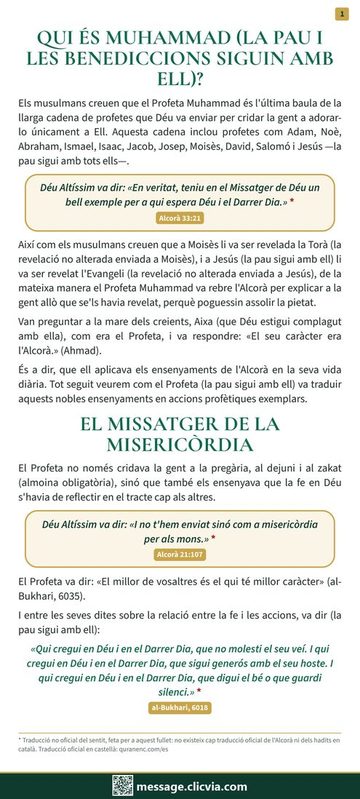 1
QUI ÉS MUHAMMAD (LA PAU I
LES BENEDICCIONS SIGUIN AMB
ELL)?
Els musulmans creuen que el Profeta Muhammad és l'última baula de la
llarga cadena de profetes que Déu va enviar per cridar la gent a adorar-
lo únicament a Ell. Aquesta cadena inclou profetes com Adam, Noè,
Abraham, Ismael, Isaac, Jacob, Josep, Moisès, David, Salomó i Jesús —la
pau sigui amb tots ells—.
Déu Altíssim va dir: «En veritat, teniu en el Missatger de Déu un
bell exemple per a qui espera Déu i el Darrer Dia.» *
Alcorà 33:21
Així com els musulmans creuen que a Moisès li va ser revelada la Torà (la
revelació no alterada enviada a Moisès), i a Jesús (la pau sigui amb ell) li
va ser revelat l'Evangeli (la revelació no alterada enviada a Jesús), de la
mateixa manera el Profeta Muhammad va rebre l'Alcorà per explicar a la
gent allò que se'ls havia revelat, perquè poguessin assolir la pietat.
Van preguntar a la mare dels creients, Aixa (que Déu estigui complagut
amb ella), com era el Profeta, i va respondre: «El seu caràcter era
l'Alcorà.» (Ahmad).
És a dir, que ell aplicava els ensenyaments de l'Alcorà en la seva vida
diària. Tot seguit veurem com el Profeta (la pau sigui amb ell) va traduir
aquests nobles ensenyaments en accions profètiques exemplars.
EL MISSATGER DE LA
MISERICÒRDIA
El Profeta no només cridava la gent a la pregària, al dejuni i al zakat
(almoina obligatòria), sinó que també els ensenyava que la fe en Déu
s'havia de reflectir en el tracte cap als altres.
Déu Altíssim va dir: «I no t'hem enviat sinó com a misericòrdia
per als mons.» *
Alcorà 21:107
El Profeta va dir: «El millor de vosaltres és el qui té millor caràcter» (al-
Bukhari, 6035).
I entre les seves dites sobre la relació entre la fe i les accions, va dir (la
pau sigui amb ell):
«Qui cregui en Déu i en el Darrer Dia, que no molesti el seu veí. I qui
cregui en Déu i en el Darrer Dia, que sigui generós amb el seu hoste. I
qui cregui en Déu i en el Darrer Dia, que digui el bé o que guardi
silenci.» *
al-Bukhari, 6018
* Traducció no oficial del sentit, feta per a aquest fullet: no existeix cap traducció oficial de l'Alcorà ni dels hadits en
català. Traducció oficial en castellà: quranenc.com/es
message.clicvia.com